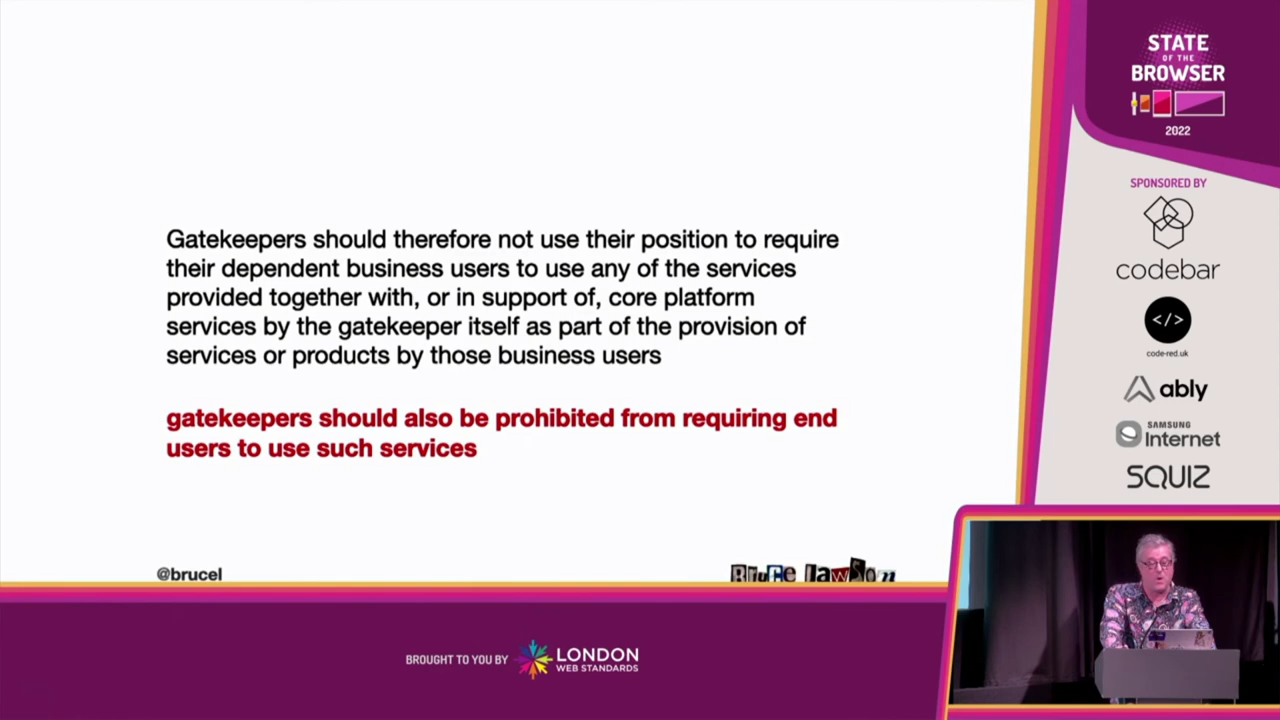 Gatekeepers should therefore not use their position to require
their dependent business users to use any of the services
provided together with, or in support of, core platform
services by the gatekeeper itself as part of the provision of
services or products by those business users
gatekeepers should also be prohibited from requiring end
users to use such services
@brucel
Bruce Lawson
BROUGHT TO YOU BY
LONDON
WEB STANDARDS
STATE
OF THE
BROWSER
2022
SPONSORED BY
codebar
</>
code-red.uk
ably
SAMSUNG
Internet
SQUIZ